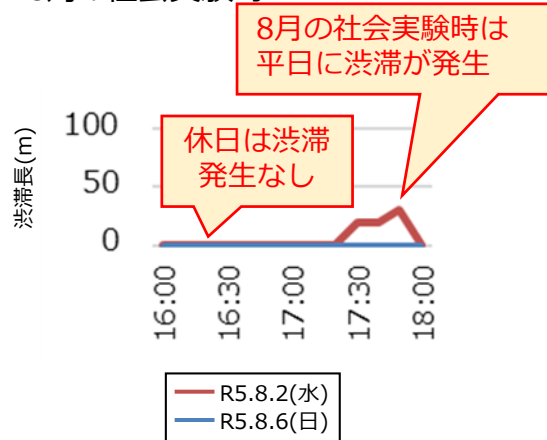 8月の社会実験時は
平日に渋滞が発生
休日は渋滞
発生なし
渋滞長(m)
100
50
0
16:00
16:30
17:00
17:30
18:00
R5.8.2(水)
R5.8.6(日)